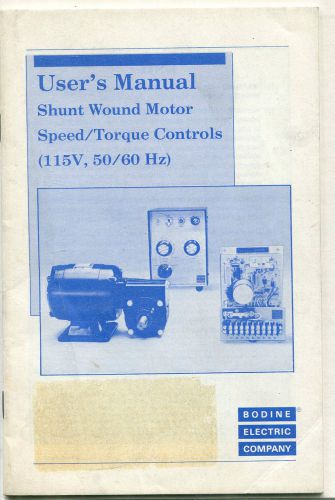 User's Manual
Shunt Wound Motor
Speed/Torque Controls
(115V, 50/60 Hz)
BODINE ®
ELECTRIC
COMPANY